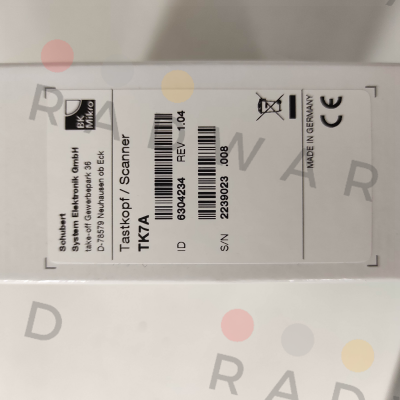 Schubert
System Elektronik GmbH
take-off Gewerbepark 36
D-78579 Neuhausen ob Eck
BK
Mikro
Tastkopf / Scanner
TK7A
ID 6304234 REV 1.04
S/N 2239023 .008
MADE IN GERMANY
CE
RADWAR
D
RADAR